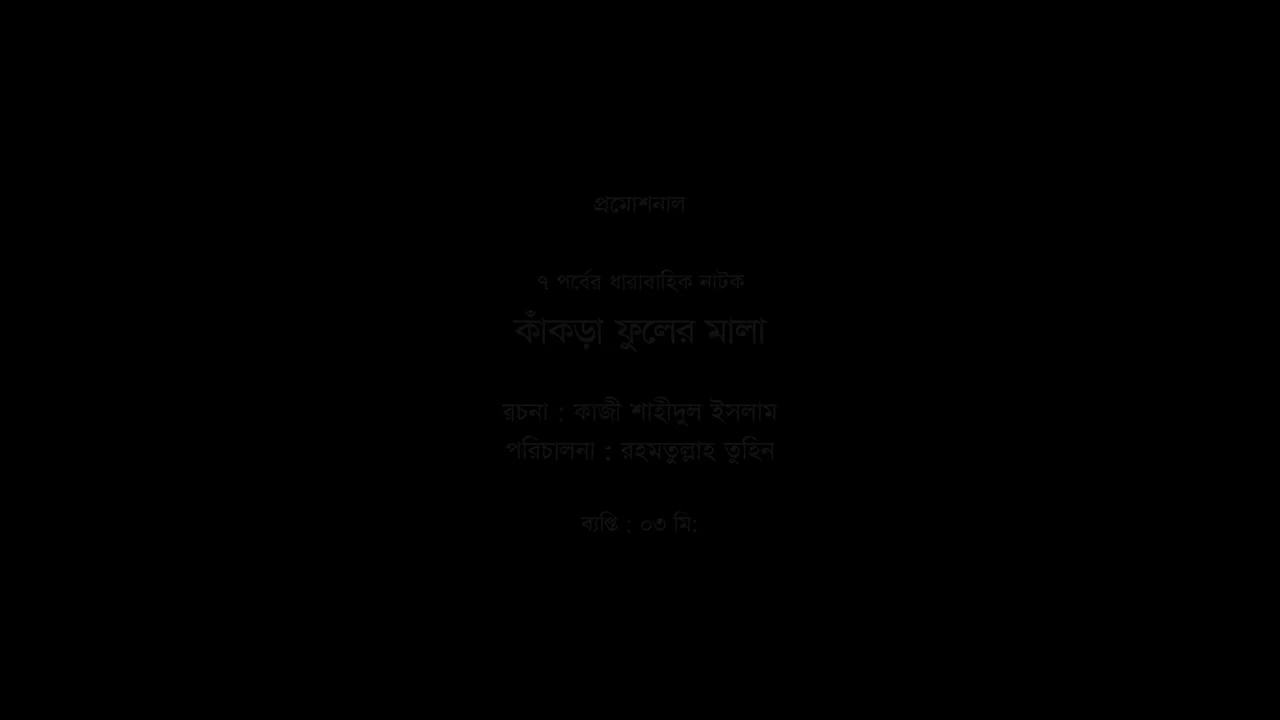 প্রমোশনাল
৭ পর্বের ধারাবাহিক নাটক
কাঁকড়া ফুলের মালা
রচনা : কাজী শাহীদুল ইসলাম
পরিচালনা : রহমতুল্লাহ তুহিন
ব্যপ্তি : ০৩ মি: